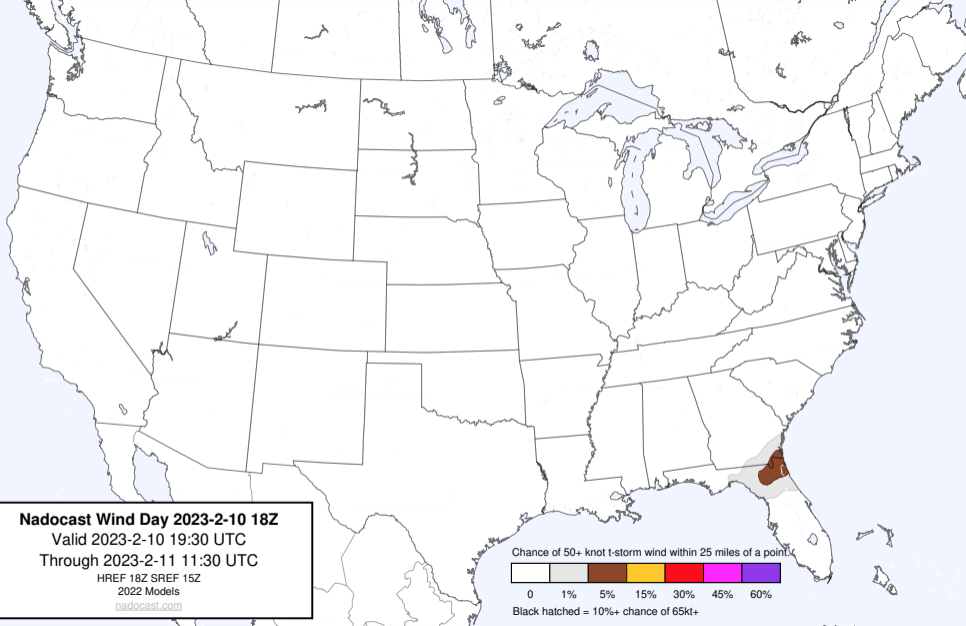 Nadocast Wind Day 2023-2-10 18Z
Valid 2023-2-10 19:30 UTC
Through 2023-2-11 11:30 UTC
HREF 18Z SREF 15Z
2022 Models
nadocast.com
Chance of 50+ knot t-storm wind within 25 miles of a point.
0 1% 5% 15% 30% 45% 60%
Black hatched = 10%+ chance of 65kt+